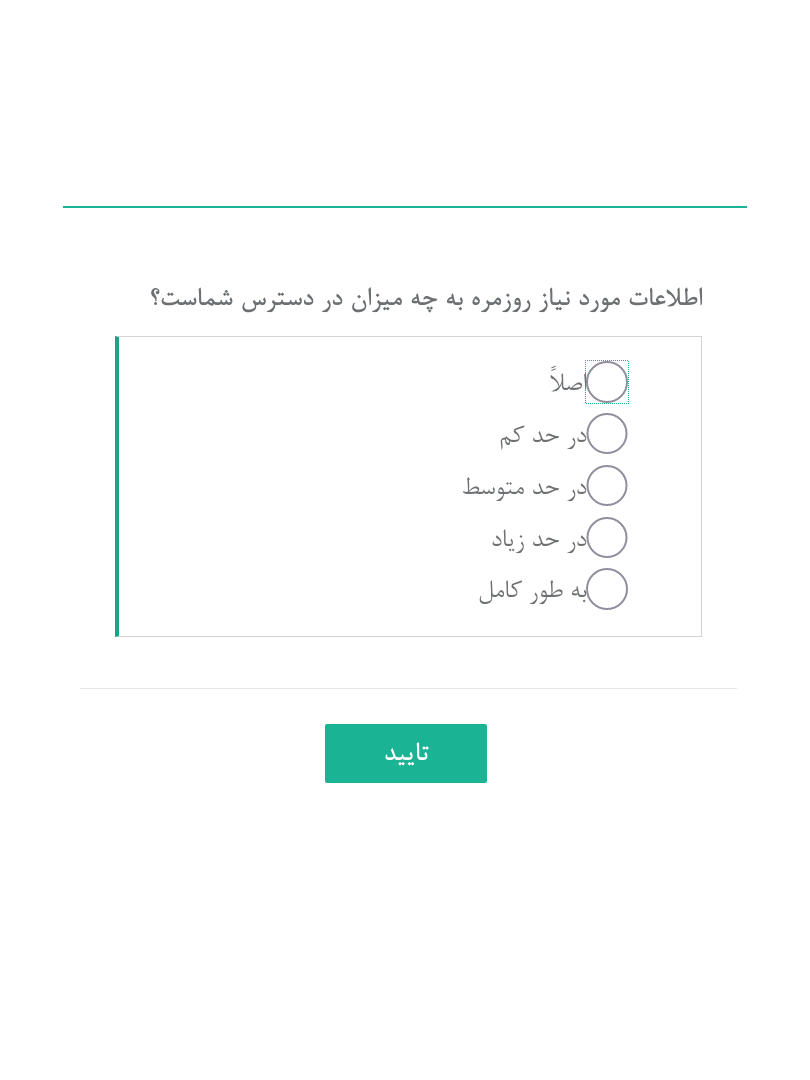 اطلاعات مورد نیاز روزمره به چه میزان در دسترس شماست؟
اصلاً
در حد کم
در حد متوسط
در حد زیاد
به طور کامل
تایید